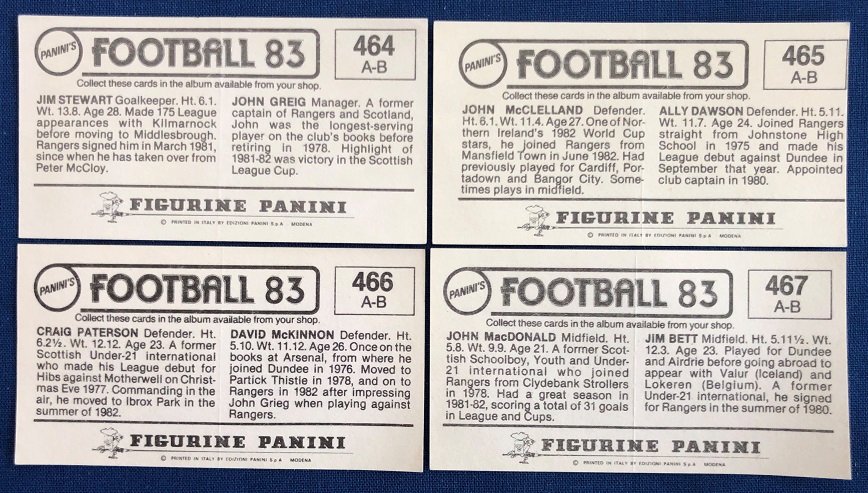 PANINI'S
FOOTBALL 83
464
A-B
Collect these cards in the album available from your shop.
JIM STEWART Goalkeeper. Ht. 6.1.
Wt. 13.8. Age 28. Made 175 League
appearances with Kilmarnock
before moving to Middlesbrough.
Rangers signed him in March 1981,
since when he has taken over from
Peter McCloy.
JOHN GREIG Manager. A former
captain of Rangers and Scotland,
John was the longest-serving
player on the club's books before
retiring in 1978. Highlight of
1981-82 was victory in the Scottish
League Cup.
FIGURINE PANINI
© PRINTED IN ITALY BY EDIZIONI PANINI S.p.A MODENA
PANINI'S
FOOTBALL 83
465
A-B
Collect these cards in the album available from your shop.
JOHN McCLELLAND Defender.
Ht. 6.1. Wt. 11.4. Age 27. One of Nor-
thern Ireland's 1982 World Cup
stars, he joined Rangers from
Mansfield Town in June 1982. Had
previously played for Cardiff, Por-
tadown and Bangor City. Some-
times plays in midfield.
ALLY DAWSON Defender. Ht. 5.11.
Wt. 11.7. Age 24. Joined Rangers
straight from Johnstone High
School in 1975 and made his
League debut against Dundee in
September that year. Appointed
club captain in 1980.
FIGURINE PANINI
© PRINTED IN ITALY BY EDIZIONI PANINI S.p.A MODENA
PANINI'S
FOOTBALL 83
466
A-B
Collect these cards in the album available from your shop.
CRAIG PATERSON Defender. Ht.
6.2½. Wt. 12.12. Age 23. A former
Scottish Under-21 international
who made his League debut for
Hibs against Motherwell on Christ-
mas Eve 1977. Commanding in the
air, he moved to Ibrox Park in the
summer of 1982.
DAVID McKINNON Defender. Ht.
5.10. Wt. 11.12. Age 26. Once on the
books at Arsenal, from where he
joined Dundee in 1976. Moved to
Partick Thistle in 1978, and on to
Rangers in 1982 after impressing
John Grieg when playing against
Rangers.
FIGURINE PANINI
© PRINTED IN ITALY BY EDIZIONI PANINI S.p.A MODENA
PANINI'S
FOOTBALL 83
467
A-B
Collect these cards in the album available from your shop.
JOHN MacDONALD Midfield. Ht.
5.8. Wt. 9.9. Age 21. A former Scot-
tish Schoolboy, Youth and Under-
21 international who joined
Rangers from Clydebank Strollers
in 1978. Had a great season in
1981-82, scoring a total of 31 goals
in League and Cups.
JIM BETT Midfield. Ht. 5.11½. Wt.
12.3. Age 23. Played for Dundee
and Airdrie before going abroad to
appear with Valur (Iceland) and
Lokeren (Belgium). A former
Under-21 international, he signed
for Rangers in the summer of 1980.
FIGURINE PANINI
© PRINTED IN ITALY BY EDIZIONI PANINI S.p.A MODENA